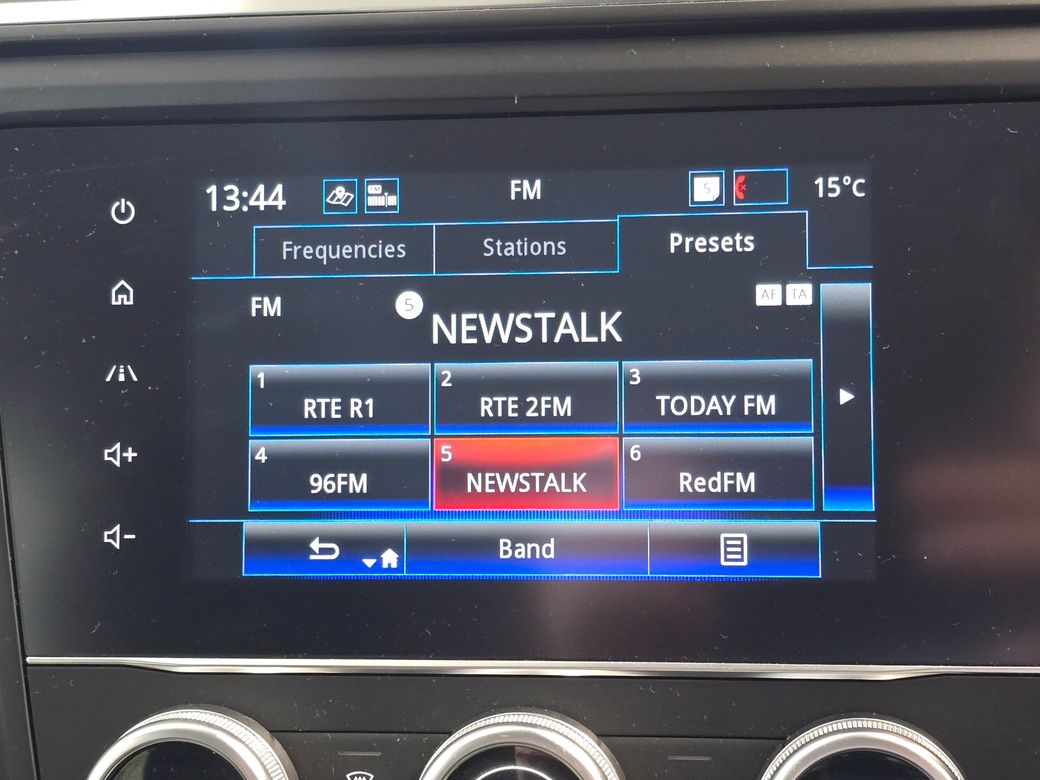 13:44 FM 5 15°C
Frequencies Stations Presets
FM 5 AF TA
NEWSTALK
1 2 3
RTE R1 RTE 2FM TODAY FM
4 5 6
96FM NEWSTALK RedFM
Band